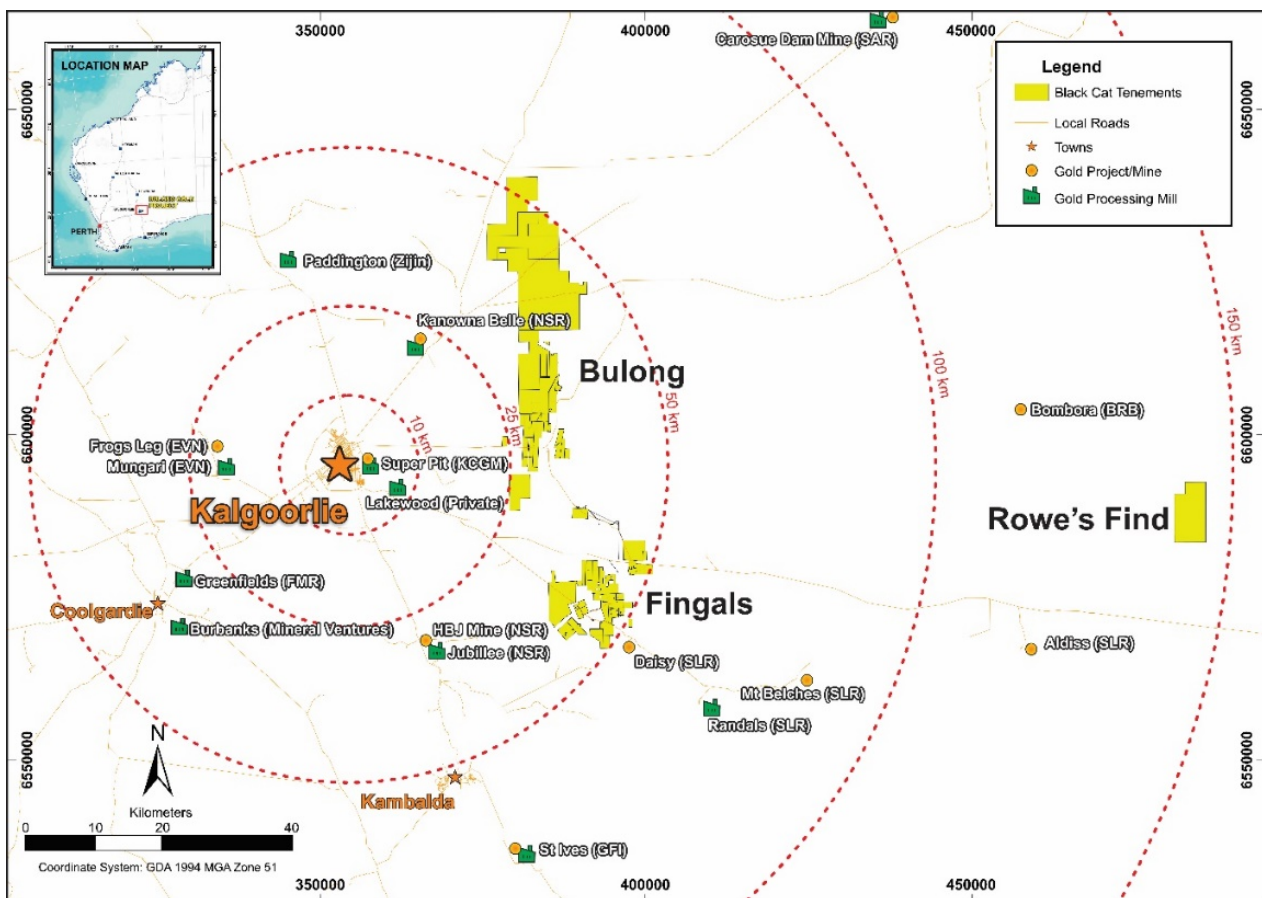 350000
400000
450000
Carosue Dam Mine (SAR)
LOCATION MAP
PERTH
Legend
Black Cat Tenements
Local Roads
Towns
Gold Project/Mine
Gold Processing Mill
6650000
6650000
Paddington (Zijin)
Kanowna Belle (NSR)
Bulong
150 km
100 km
50 km
25 km
10 km
Bombora (BRB)
6600000
6600000
Frogs Leg (EVN)
Mungari (EVN)
Super Pit (KCGM)
Kalgoorlie
Lakewood (Private)
Rowe's Find
Greenfields (FMR)
Coolgardie
Fingals
Burbanks (Mineral Ventures)
HBJ Mine (NSR)
Jubillee (NSR)
Daisy (SLR)
Aldiss (SLR)
Mt Belches (SLR)
Randals (SLR)
N
6550000
6550000
Kambalda
Kilometers
0 10 20 40
St Ives (GFI)
Coordinate System: GDA 1994 MGA Zone 51
350000
400000
450000